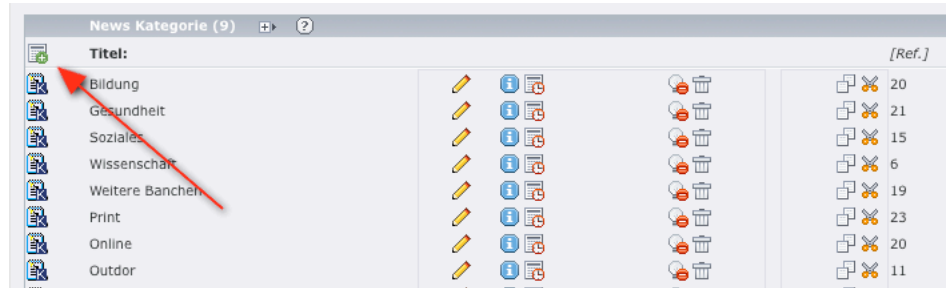 News Kategorie (9)
Titel: [Ref.]
Bildung 20
Gesundheit 21
Soziales 15
Wissenschaft 6
Weitere Banchen 19
Print 23
Online 20
Outdor 11